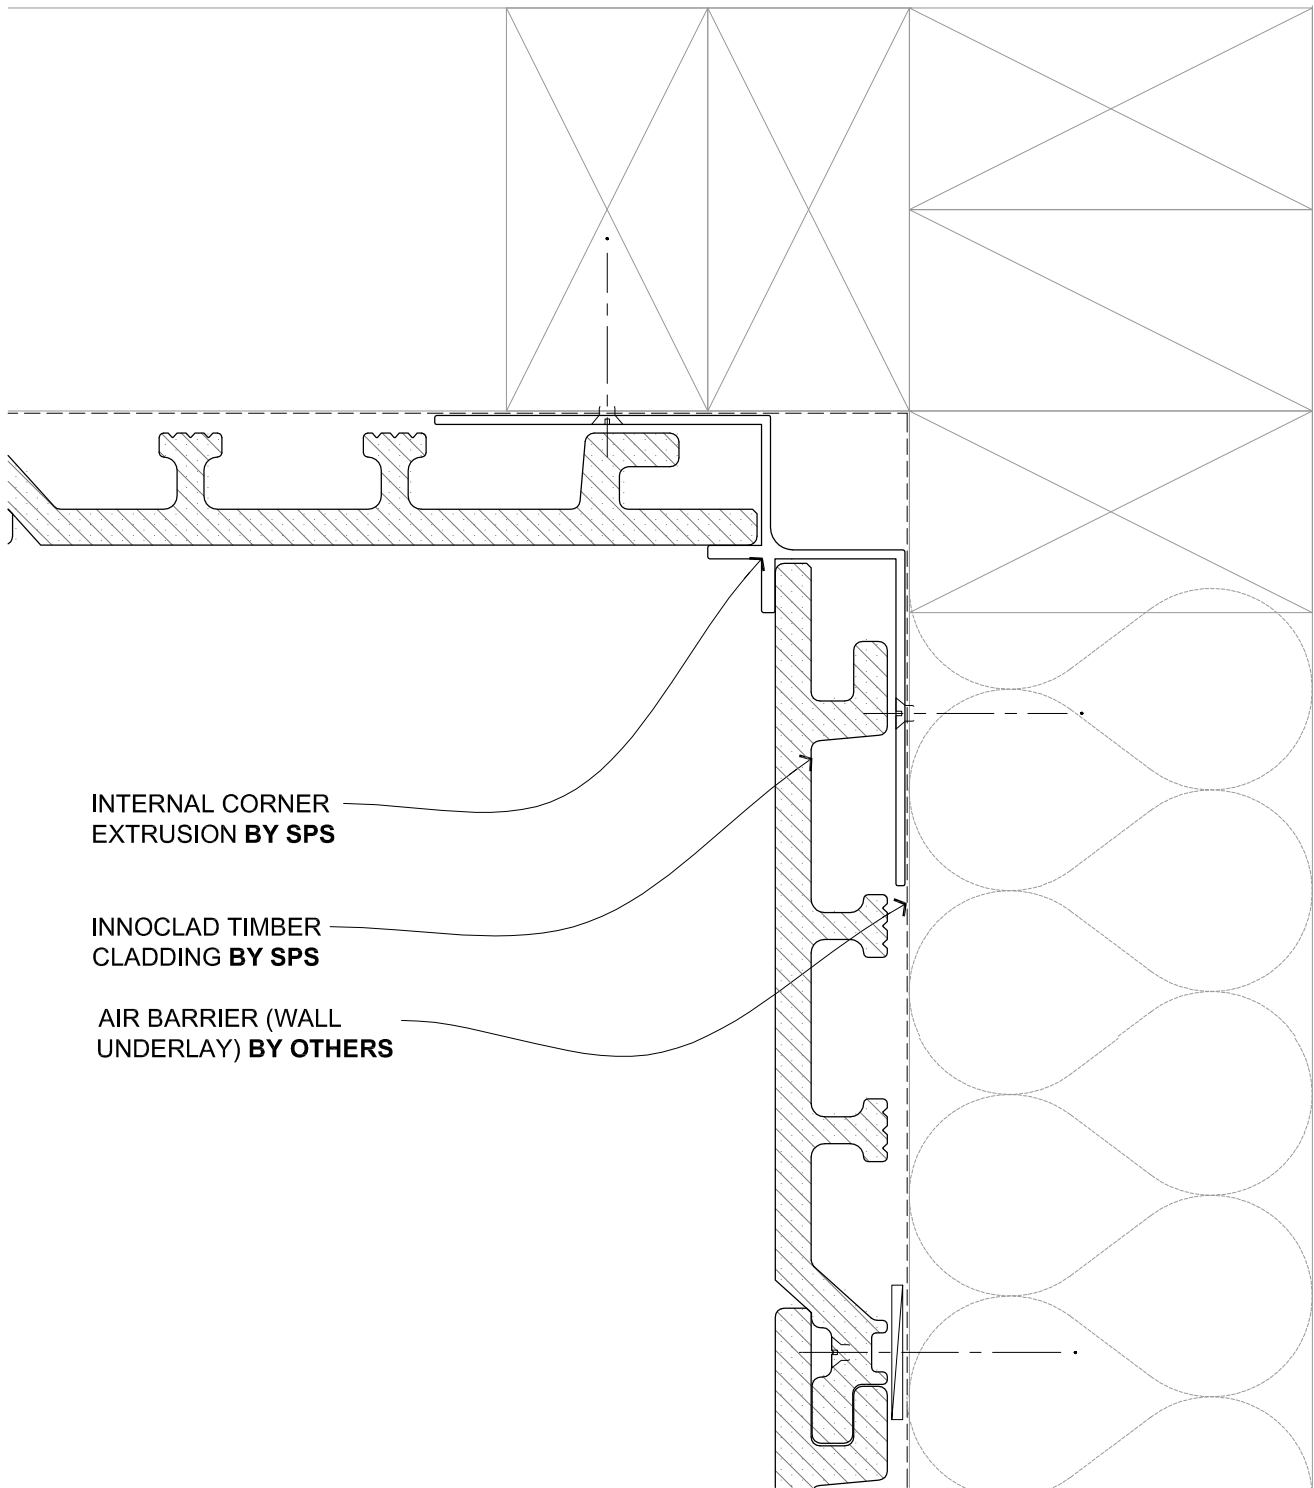 INTERNAL CORNER
EXTRUSION BY SPS
INNOCLAD TIMBER
CLADDING BY SPS
AIR BARRIER (WALL
UNDERLAY) BY OTHERS